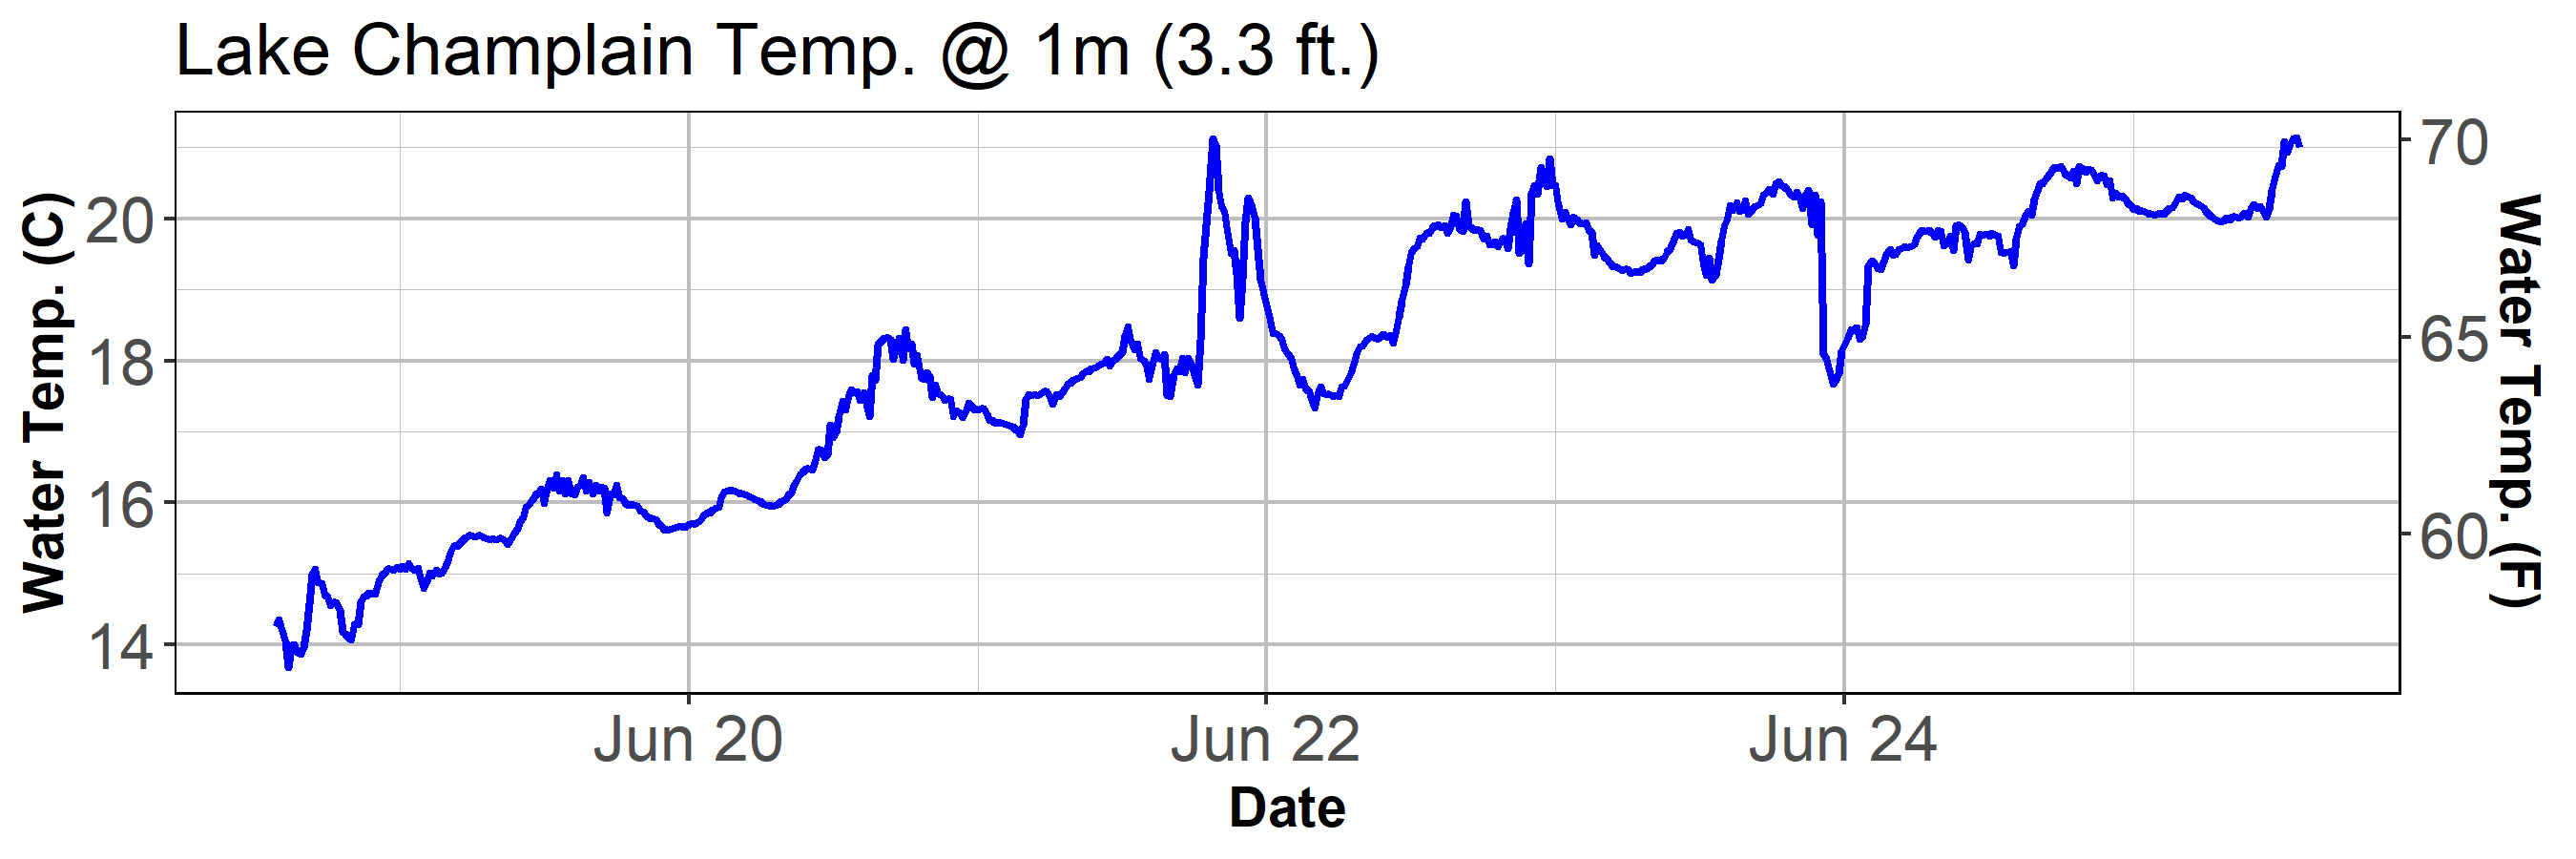 Lake Champlain Temp. @ 1m (3.3 ft.)
Water Temp. (C)
20
18
16
14
70
65
60
Water Temp. (F)
Jun 20
Jun 22
Jun 24
Date